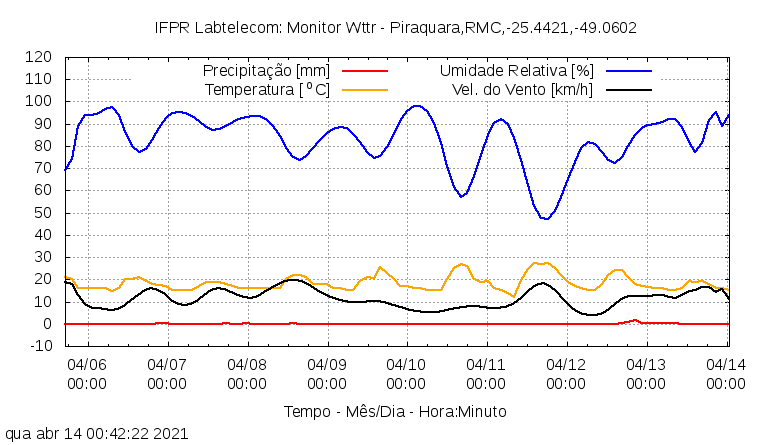 IFPR Labtelecom: Monitor Wttr - Piraquara,RMC,-25.4421,-49.0602
120
110
100
90
80
70
60
50
40
30
20
10
0
-10
Precipitação [mm]
Temperatura [ ⁰C]
Umidade Relativa [%]
Vel. do Vento [km/h]
04/06 04/07 04/08 04/09 04/10 04/11 04/12 04/13 04/14
00:00 00:00 00:00 00:00 00:00 00:00 00:00 00:00 00:00
Tempo - Mês/Dia - Hora:Minuto
qua abr 14 00:42:22 2021